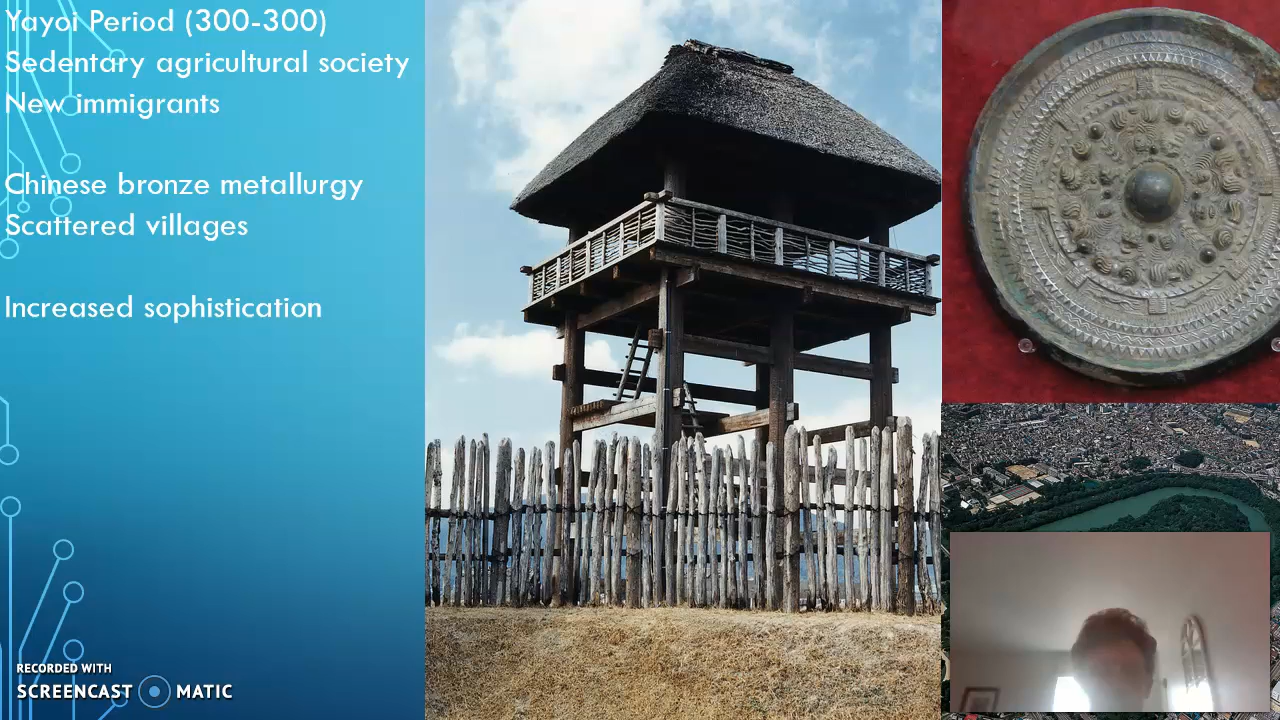 Yayoi Period (300-300)
Sedentary agricultural society
New immigrants
Chinese bronze metallurgy
Scattered villages
Increased sophistication
RECORDED WITH
SCREENCAST MATIC